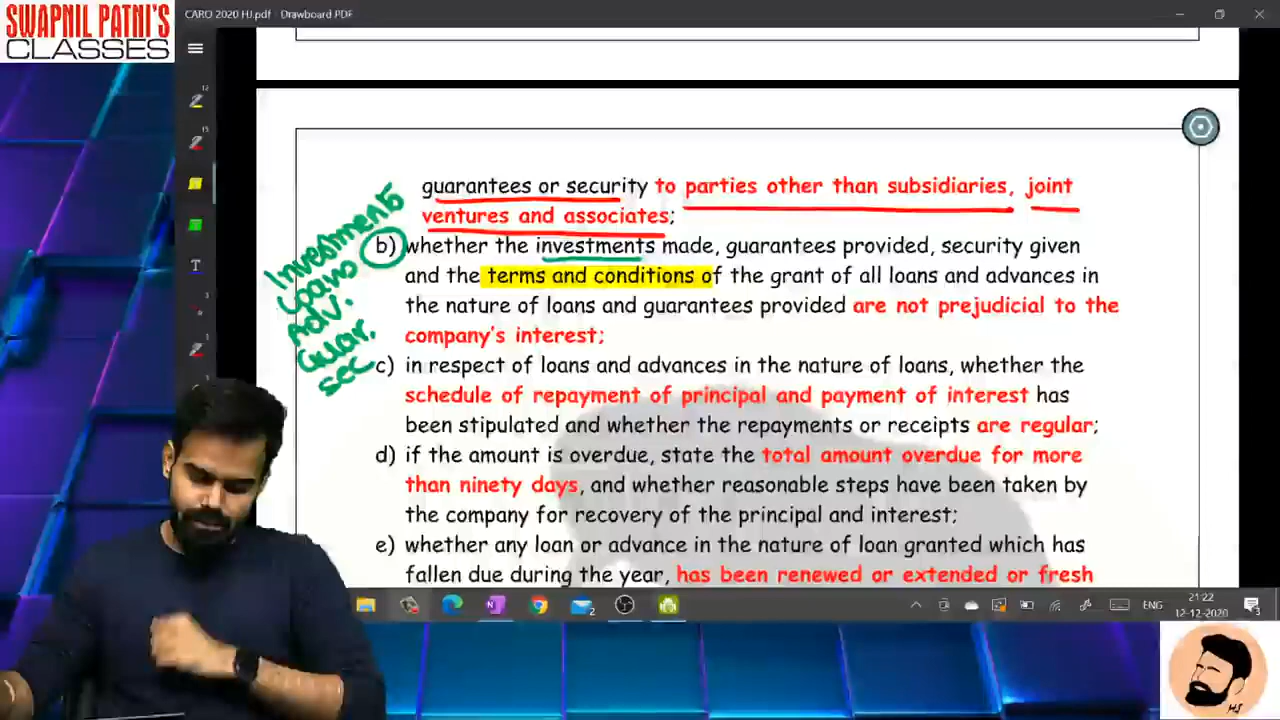 SWAPNIL PATNI'S
CLASSES
CARO 2020 HJ.pdf - Drawboard PDF
guarantees or security to parties other than subsidiaries, joint
ventures and associates;
b) whether the investments made, guarantees provided, security given
and the terms and conditions of the grant of all loans and advances in
the nature of loans and guarantees provided are not prejudicial to the
company's interest;
c) in respect of loans and advances in the nature of loans, whether the
schedule of repayment of principal and payment of interest has
been stipulated and whether the repayments or receipts are regular;
d) if the amount is overdue, state the total amount overdue for more
than ninety days, and whether reasonable steps have been taken by
the company for recovery of the principal and interest;
e) whether any loan or advance in the nature of loan granted which has
fallen due during the year, has been renewed or extended or fresh
Investments
Loans
Adv.
Guar.
Sec
12
15
T
3
1
2
ENG
21:22
12-12-2020
3
HJ